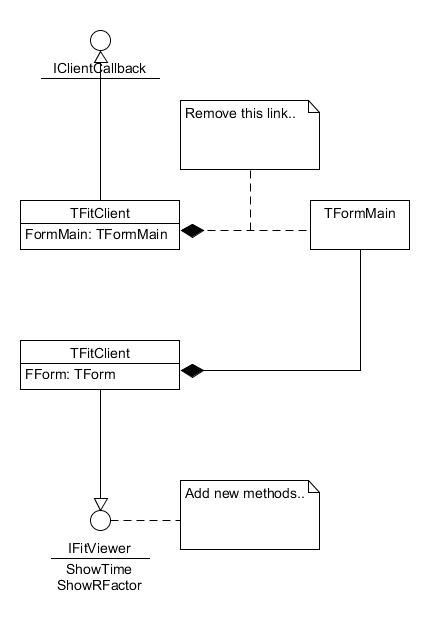 IClientCallback
Remove this link..
TFitClient
FormMain: TFormMain
TFormMain
TFitClient
FForm: TForm
Add new methods..
IFitViewer
ShowTime
ShowRFactor